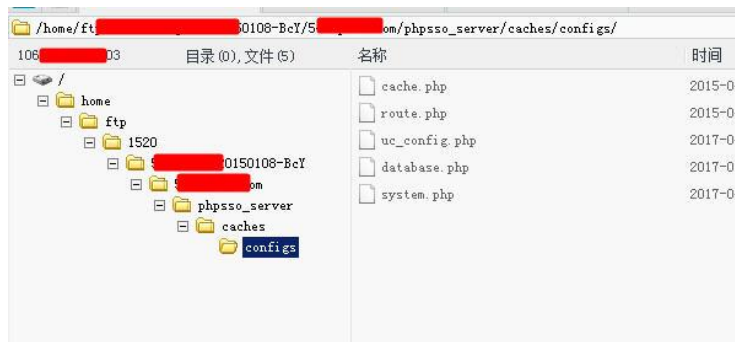 /home/ft 50108-BcY/5 om/phpsso_server/caches/configs/
106 03 目录(0),文件(5) 名称 时间
/
home
ftp
1520
0150108-BcY
om
phpsso_server
caches
configs
cache.php 2015-0
route.php 2015-0
uc_config.php 2017-0
database.php 2017-0
system.php 2017-0